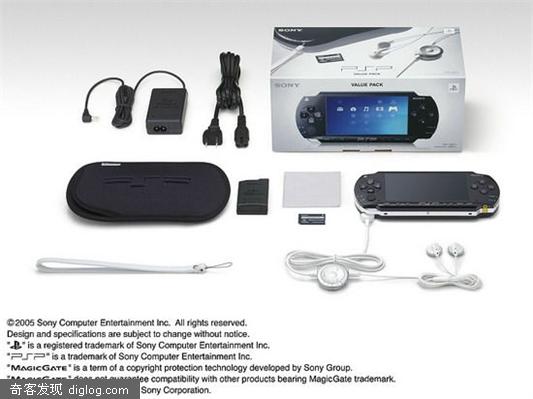 SONY
PSP
VALUE PACK
SONY
VALUE PACK
©2005 Sony Computer Entertainment Inc. All rights reserved.
Design and specifications are subject to change without notice.
" " is a registered trademark of Sony Computer Entertainment Inc.
"PSP" is a trademark of Sony Computer Entertainment Inc.
"MAGICGATE" is a term of a copyright protection technology developed by Sony Group.
"MAGICGATE" does not guarantee compatibility with other products bearing MagicGate trademark.
Sony Corporation.
奇客发现 diglog.com